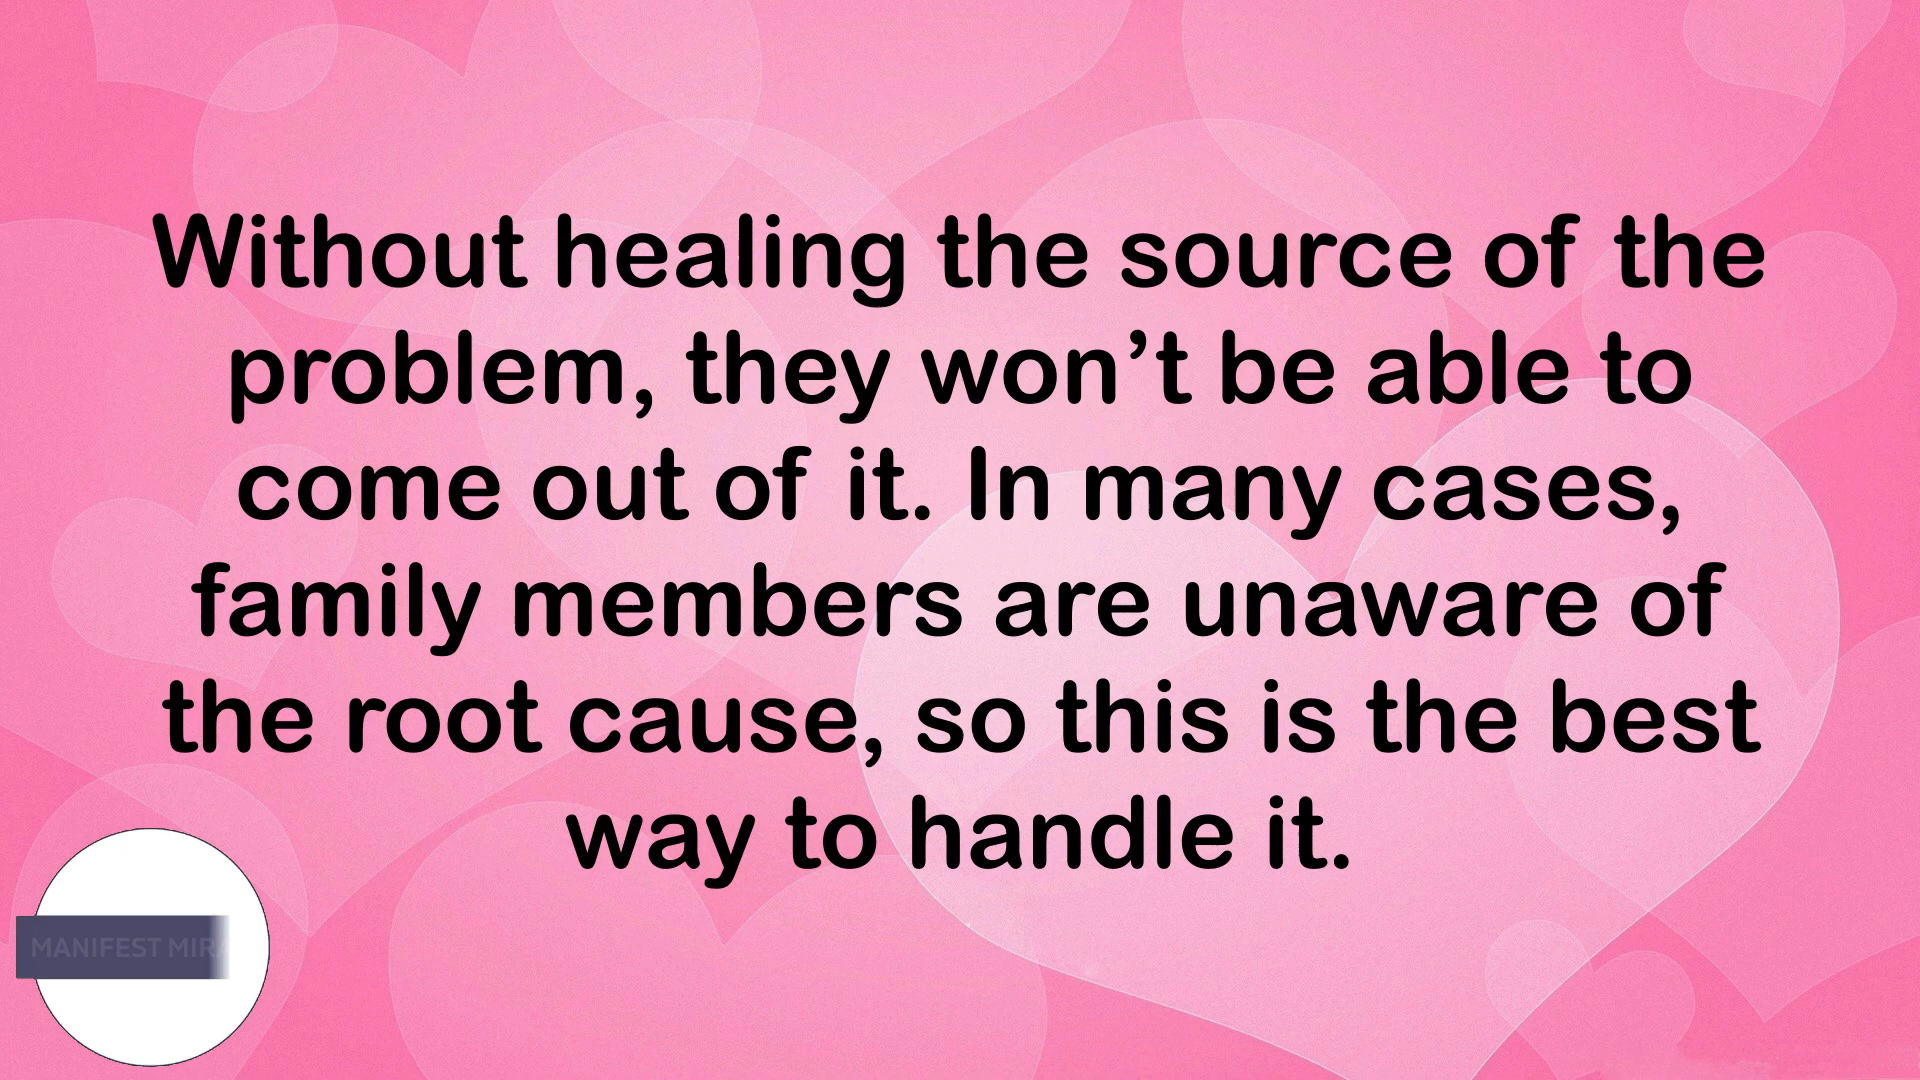 Without healing the source of the
problem, they won’t be able to
come out of it. In many cases,
family members are unaware of
the root cause, so this is the best
way to handle it.
MANIFEST